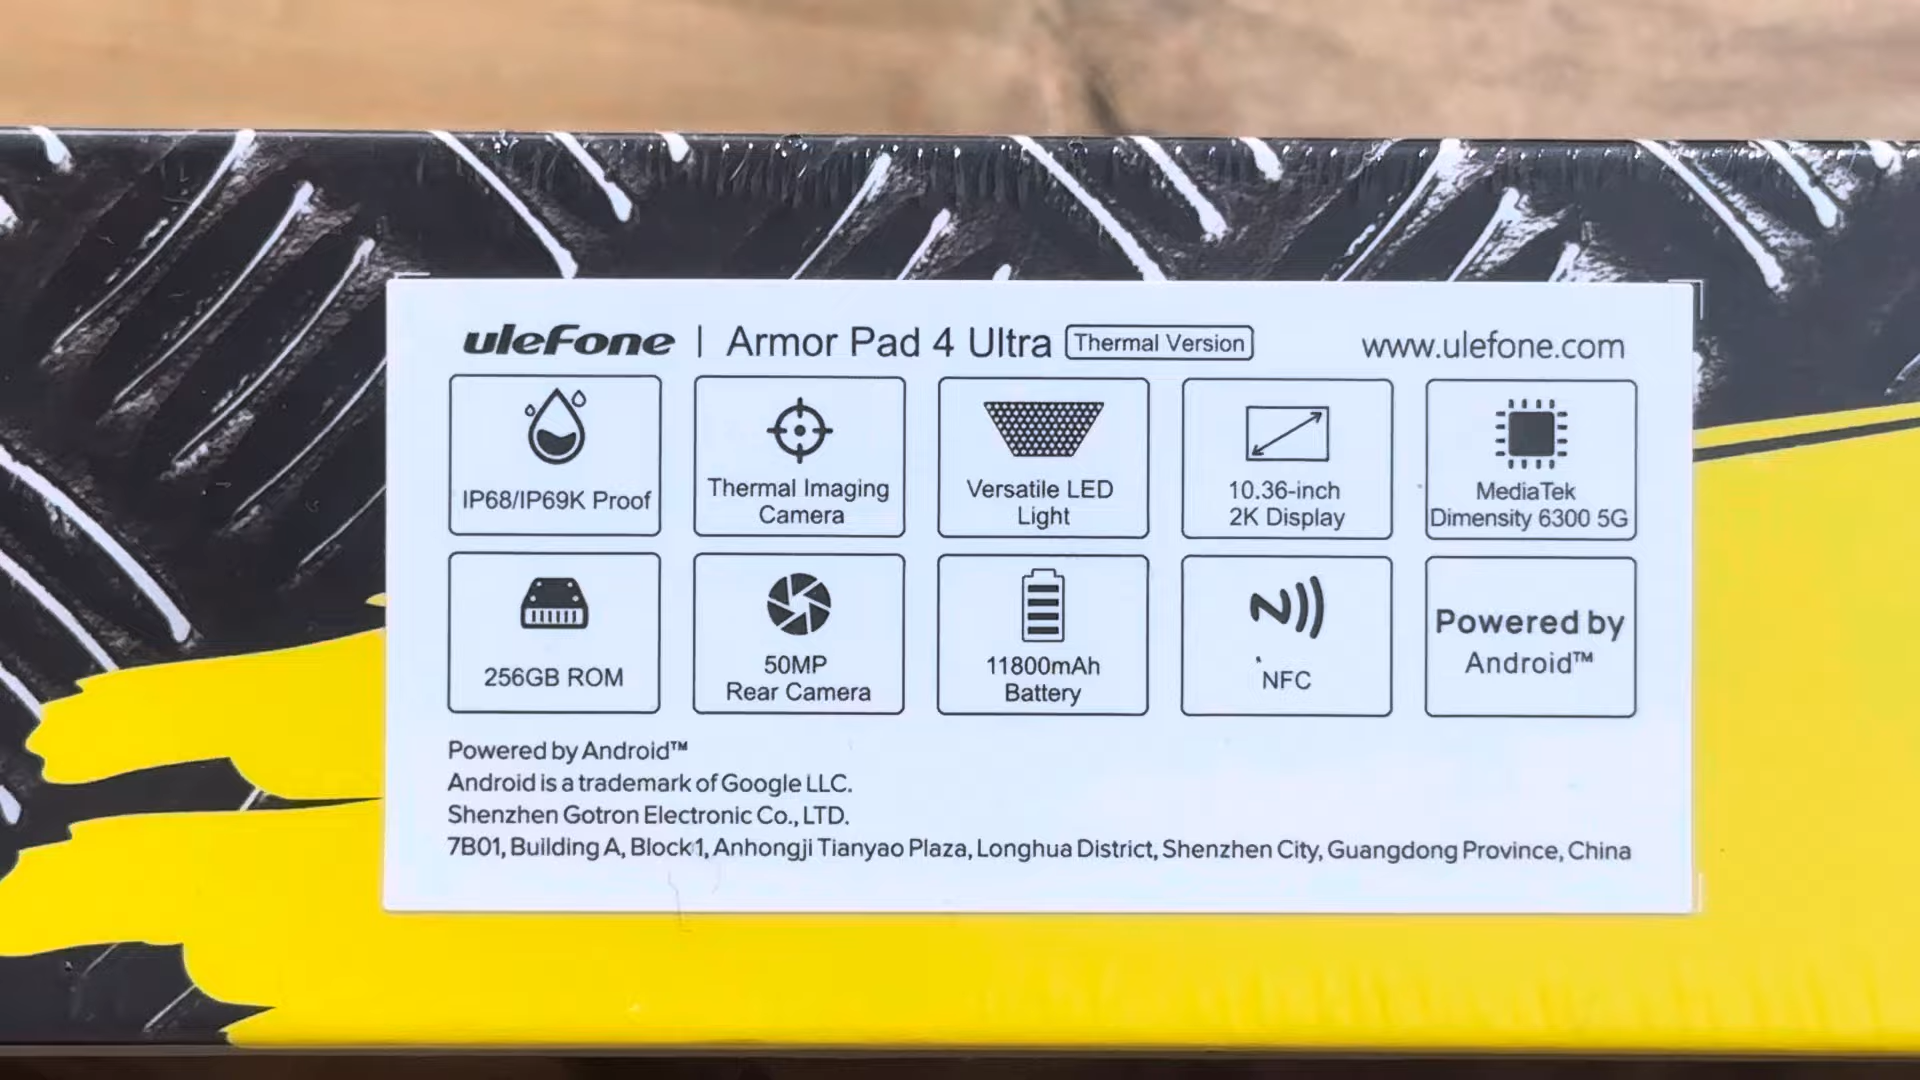 uleFone | Armor Pad 4 Ultra Thermal Version www.ulefone.com
IP68/IP69K Proof
Thermal Imaging
Camera
Versatile LED
Light
10.36-inch
2K Display
MediaTek
Dimensity 6300 5G
256GB ROM
50MP
Rear Camera
11800mAh
Battery
NFC
Powered by
Android™
Powered by Android™
Android is a trademark of Google LLC.
Shenzhen Gotron Electronic Co., LTD.
7B01, Building A, Block1, Anhongji Tianyao Plaza, Longhua District, Shenzhen City, Guangdong Province, China